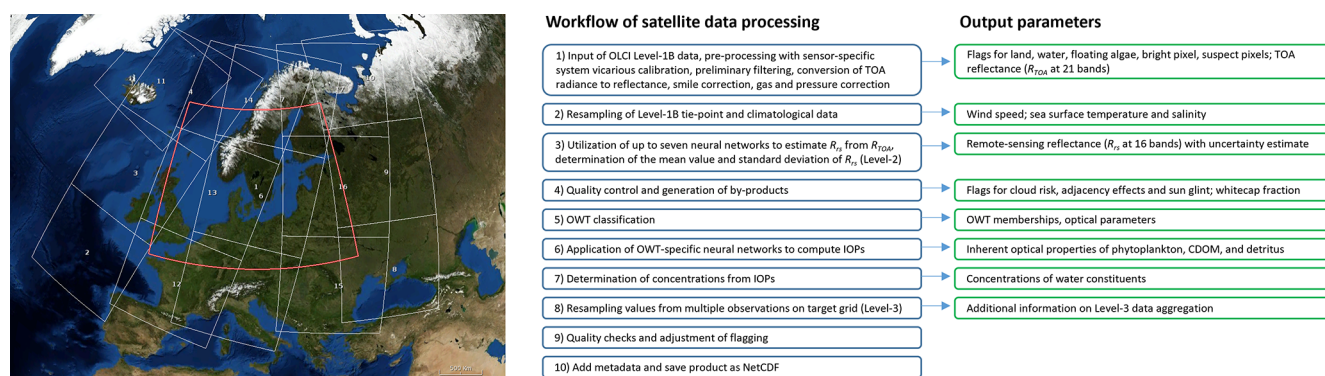 11
10
4
14
3
13
1
6
16
9
2
12
8
15
500 km
Workflow of satellite data processing
1) Input of OLCI Level-1B data, pre-processing with sensor-specific
system vicarious calibration, preliminary filtering, conversion of TOA
radiance to reflectance, smile correction, gas and pressure correction
2) Resampling of Level-1B tie-point and climatological data
3) Utilization of up to seven neural networks to estimate Rrs from RTOA,
determination of the mean value and standard deviation of Rrs (Level-2)
4) Quality control and generation of by-products
5) OWT classification
6) Application of OWT-specific neural networks to compute IOPs
7) Determination of concentrations from IOPs
8) Resampling values from multiple observations on target grid (Level-3)
9) Quality checks and adjustment of flagging
10) Add metadata and save product as NetCDF
Output parameters
Flags for land, water, floating algae, bright pixel, suspect pixels; TOA
reflectance (RTOA at 21 bands)
Wind speed; sea surface temperature and salinity
Remote-sensing reflectance (Rrs at 16 bands) with uncertainty estimate
Flags for cloud risk, adjacency effects and sun glint; whitecap fraction
OWT memberships, optical parameters
Inherent optical properties of phytoplankton, CDOM, and detritus
Concentrations of water constituents
Additional information on Level-3 data aggregation